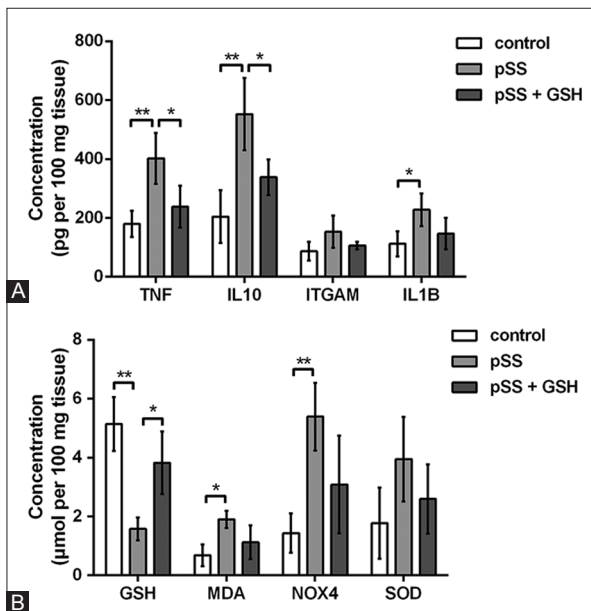 control
pSS
pSS + GSH
Concentration
(pg per 100 mg tissue)
800
600
400
200
0
** * ** * *
TNF IL10 ITGAM IL1B
A
control
pSS
pSS + GSH
Concentration
(µmol per 100 mg tissue)
8
6
4
2
0
** * * **
GSH MDA NOX4 SOD
B